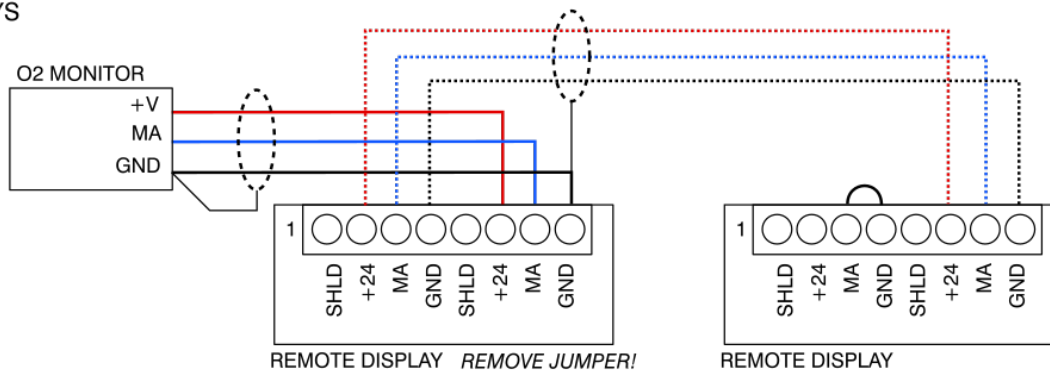 O2 MONITOR
+V
MA
GND
1 SHLD +24 MA GND SHLD +24 MA GND
REMOTE DISPLAY REMOVE JUMPER!
1 SHLD +24 MA GND SHLD +24 MA GND
REMOTE DISPLAY